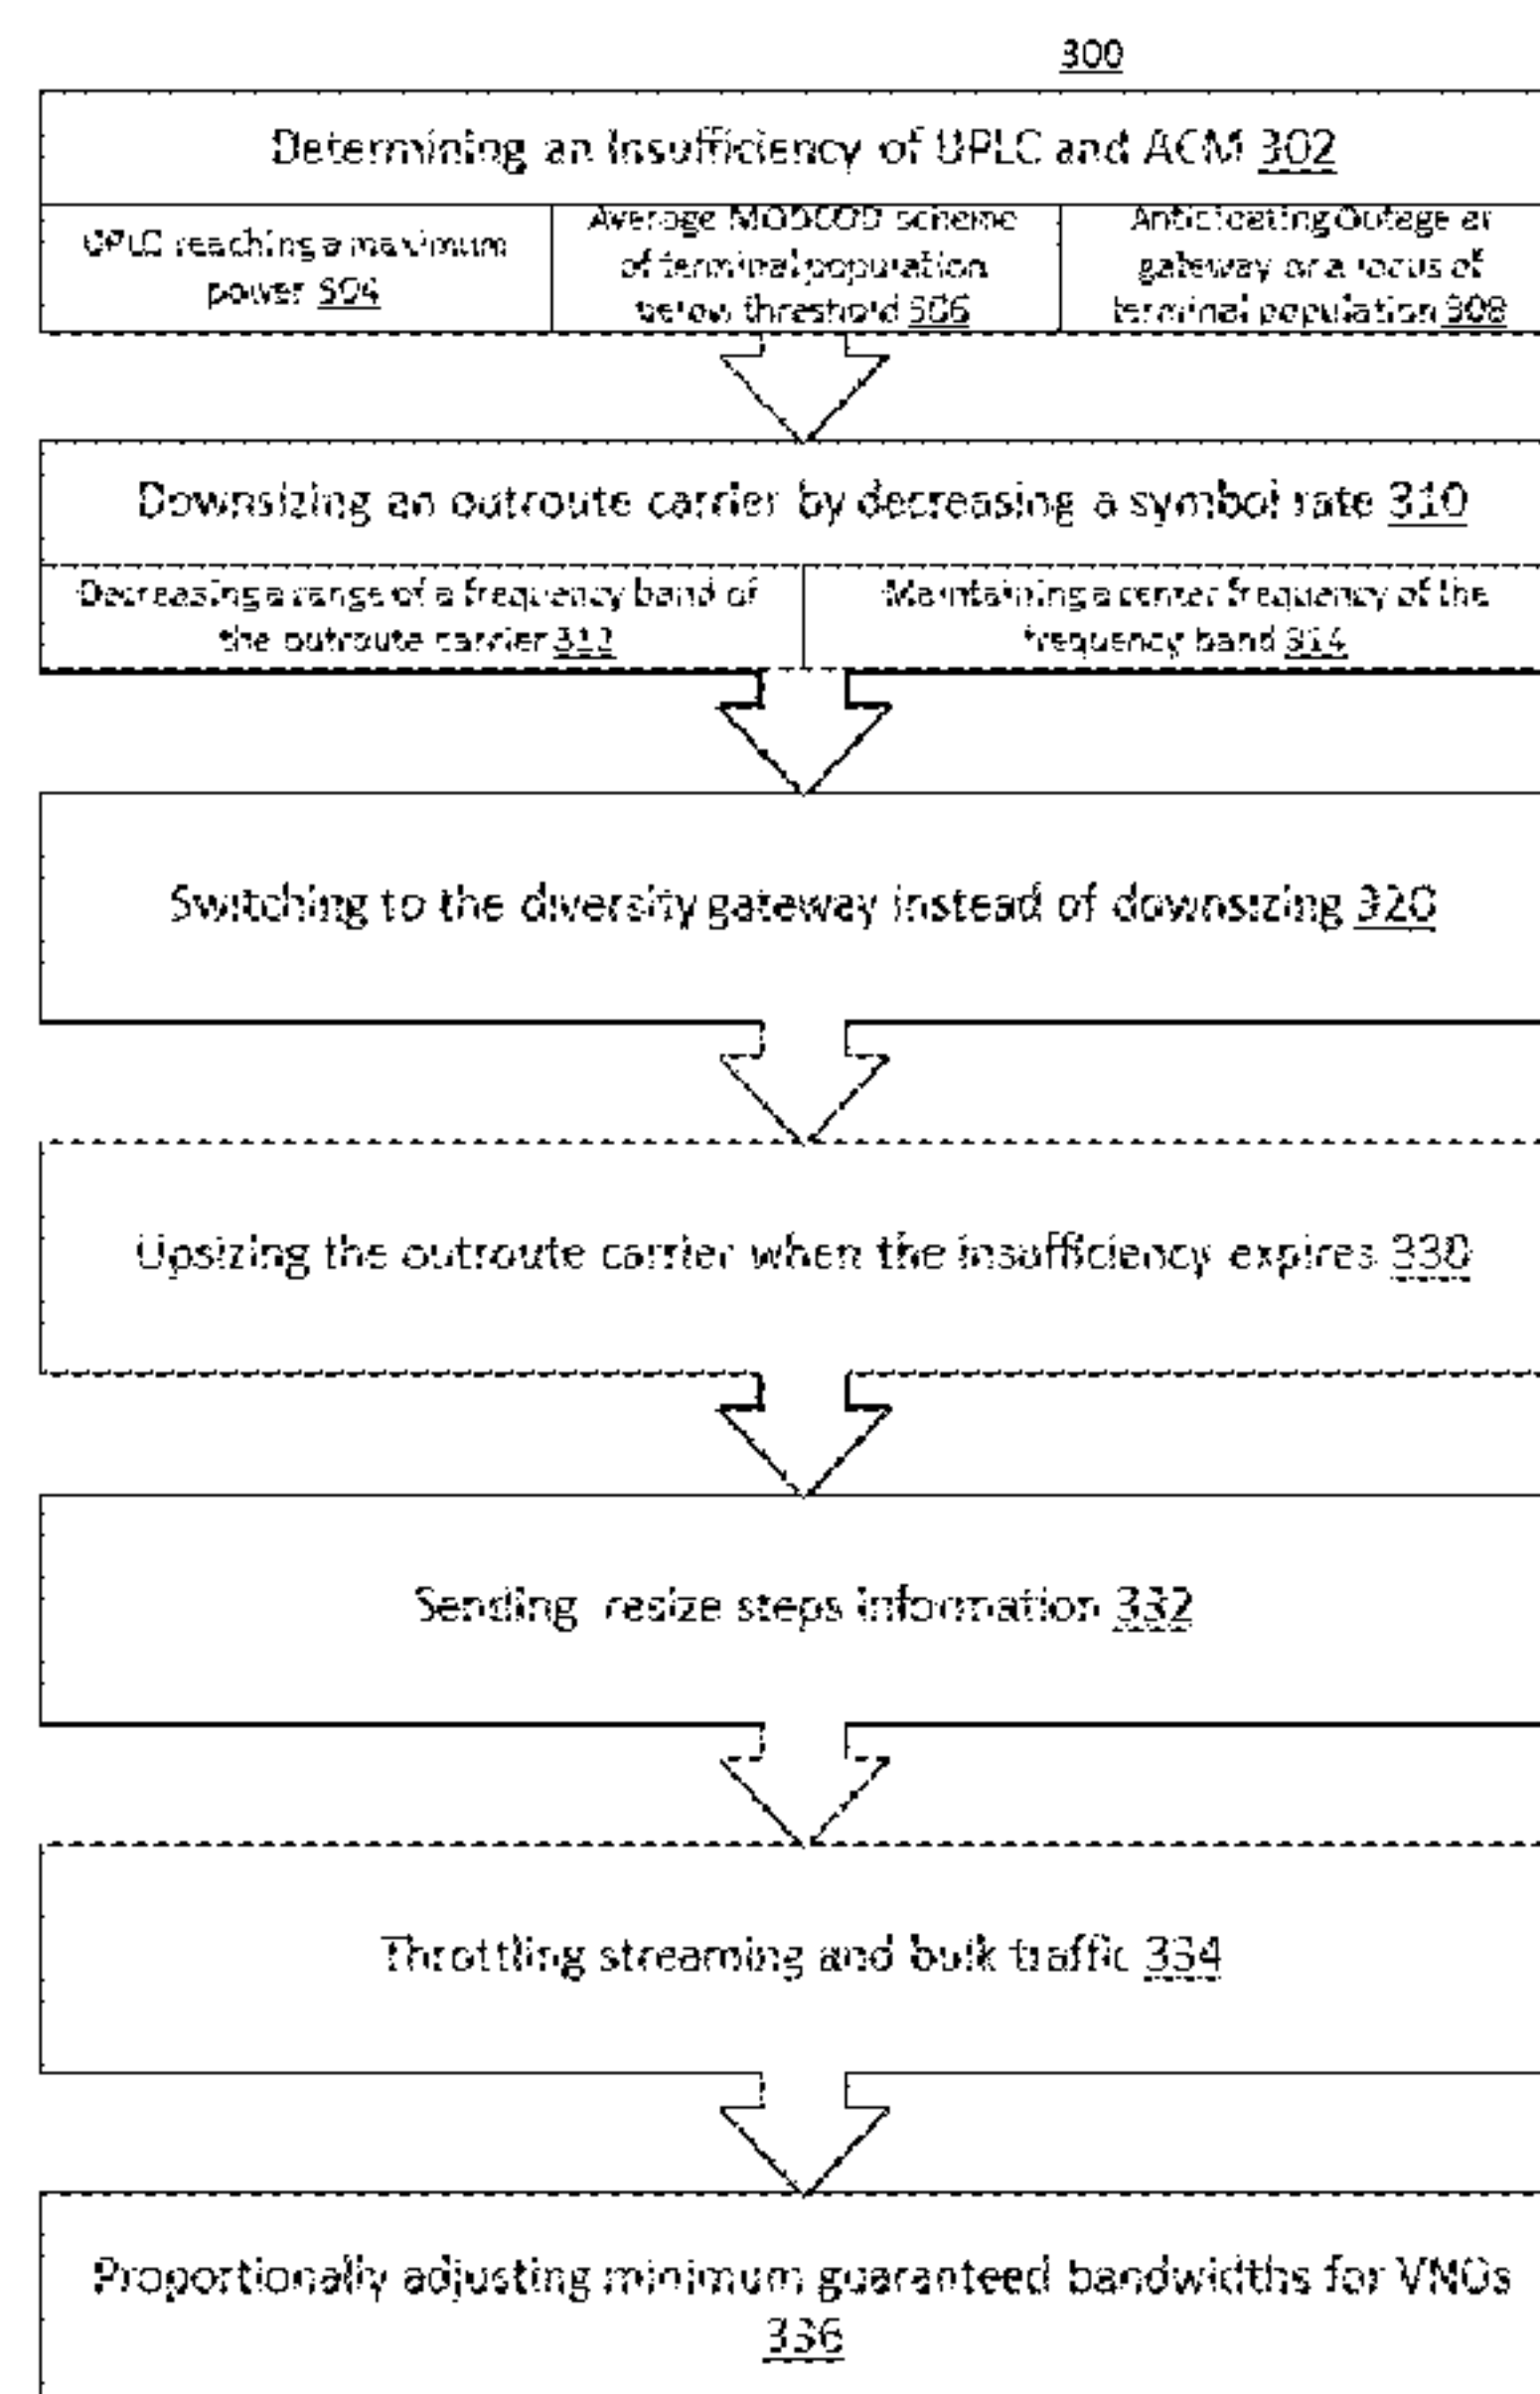 300
Determining an Insufficiency of UPLC and ACM 302
UPLC reaching a maximum
power 304
Average MODCOD scheme
of terminal population
below threshold 306
Anticipating Outage at
gateway or a locus of
terminal population 308
Downsizing an outroute carrier by decreasing a symbol rate 310
Decreasing a range of a frequency band of
the outroute carrier 312
Maintaining a center frequency of the
frequency band 314
Switching to the diversity gateway instead of downsizing 320
Upsizing the outroute carrier when the insufficiency expires 330
Sending resize steps information 332
Throttling streaming and bulk traffic 334
Proportionally adjusting minimum guaranteed bandwidths for VNOs
336